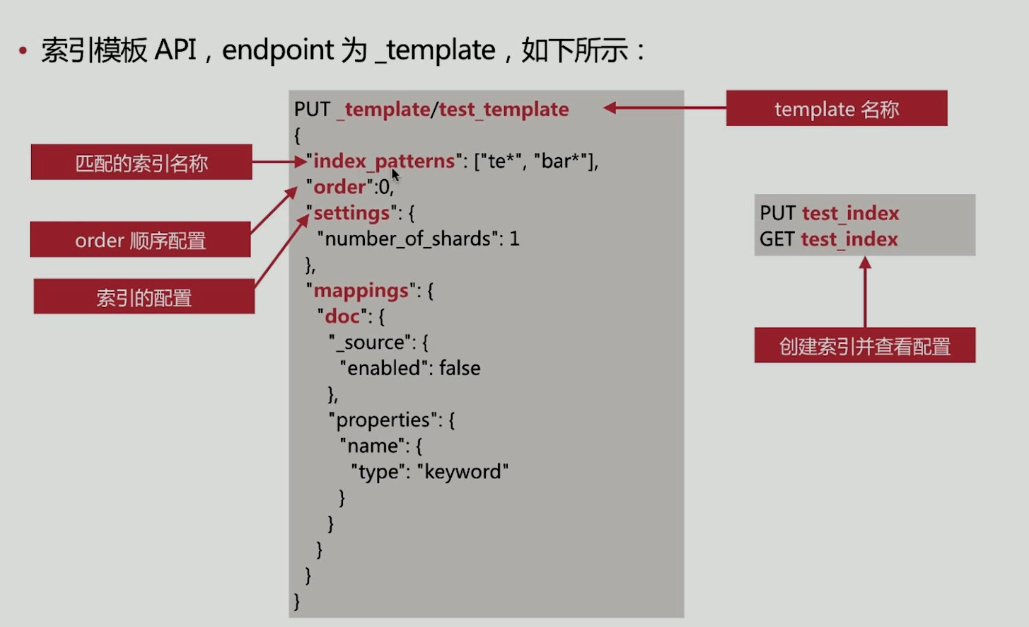 • 索引模板 API，endpoint 为 _template，如下所示：
PUT _template/test_template
{
"index_patterns": ["te*", "bar*"],
"order":0,
"settings": {
"number_of_shards": 1
},
"mappings": {
"doc": {
"_source": {
"enabled": false
},
"properties": {
"name": {
"type": "keyword"
}
}
}
}
}
匹配的索引名称
order 顺序配置
索引的配置
template 名称
PUT test_index
GET test_index
创建索引并查看配置